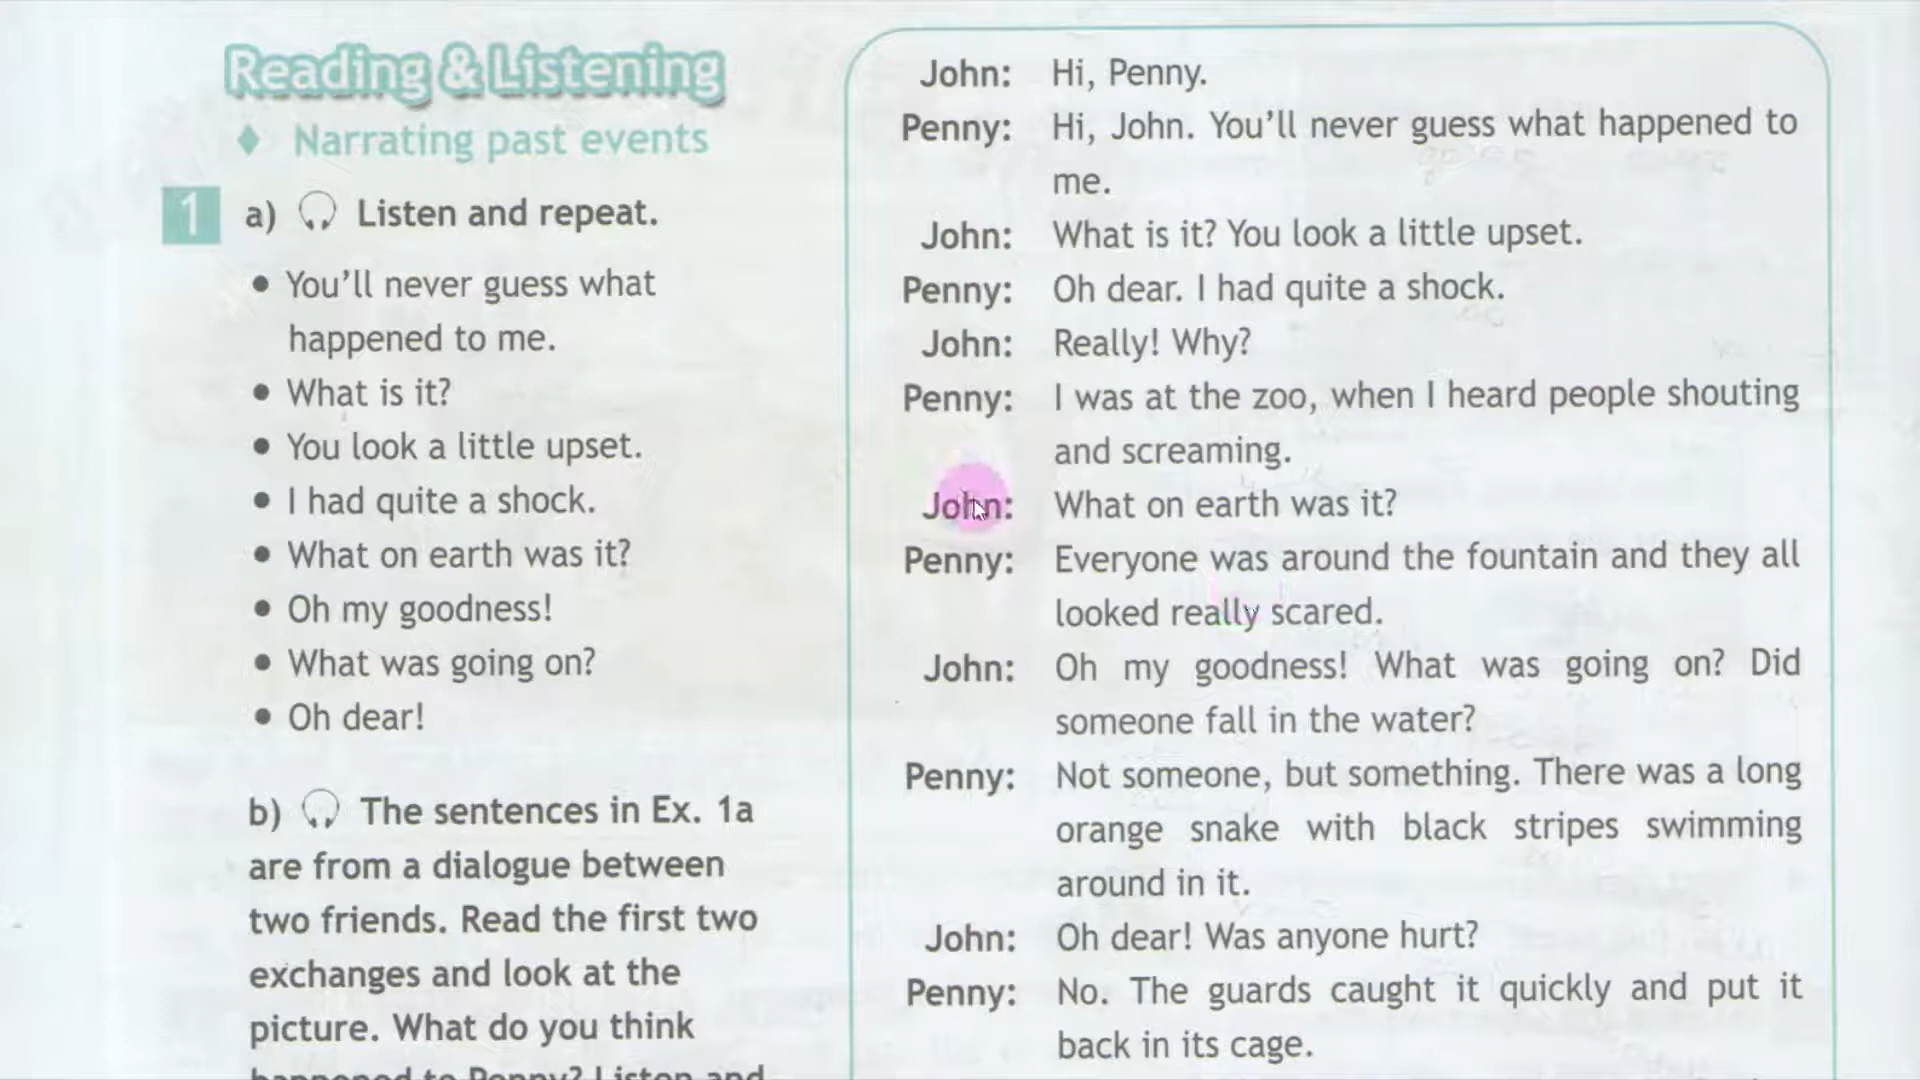 Reading & Listening
♦ Narrating past events
1 a) Listen and repeat.
• You'll never guess what
happened to me.
• What is it?
• You look a little upset.
• I had quite a shock.
• What on earth was it?
• Oh my goodness!
• What was going on?
• Oh dear!
b) The sentences in Ex. 1a
are from a dialogue between
two friends. Read the first two
exchanges and look at the
picture. What do you think
happened to Penny? Listen and
John: Hi, Penny.
Penny: Hi, John. You'll never guess what happened to
me.
John: What is it? You look a little upset.
Penny: Oh dear. I had quite a shock.
John: Really! Why?
Penny: I was at the zoo, when I heard people shouting
and screaming.
John: What on earth was it?
Penny: Everyone was around the fountain and they all
looked really scared.
John: Oh my goodness! What was going on? Did
someone fall in the water?
Penny: Not someone, but something. There was a long
orange snake with black stripes swimming
around in it.
John: Oh dear! Was anyone hurt?
Penny: No. The guards caught it quickly and put it
back in its cage.